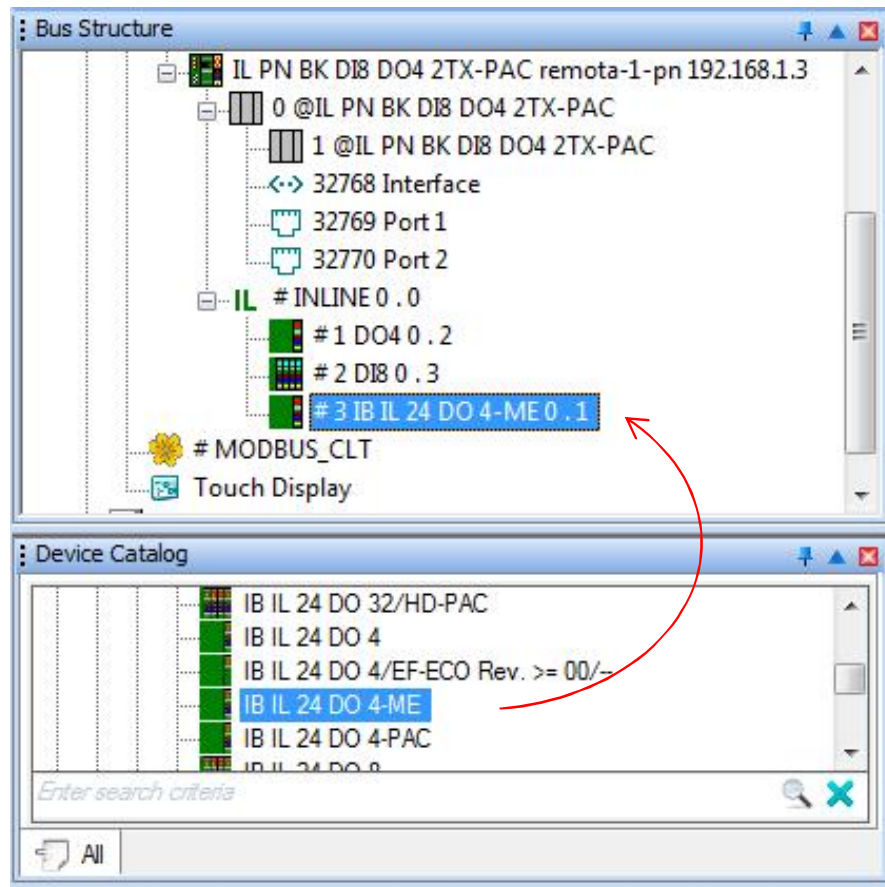 Bus Structure
IL PN BK DI8 DO4 2TX-PAC remota-1-pn 192.168.1.3
0 @IL PN BK DI8 DO4 2TX-PAC
1 @IL PN BK DI8 DO4 2TX-PAC
32768 Interface
32769 Port 1
32770 Port 2
IL # INLINE 0 . 0
# 1 DO4 0 . 2
# 2 DI8 0 . 3
# 3 IB IL 24 DO 4-ME 0 . 1
# MODBUS_CLT
Touch Display
Device Catalog
IB IL 24 DO 32/HD-PAC
IB IL 24 DO 4
IB IL 24 DO 4/EF-ECO Rev. >= 00/--
IB IL 24 DO 4-ME
IB IL 24 DO 4-PAC
IB IL 24 DO 8
Enter search criteria
All